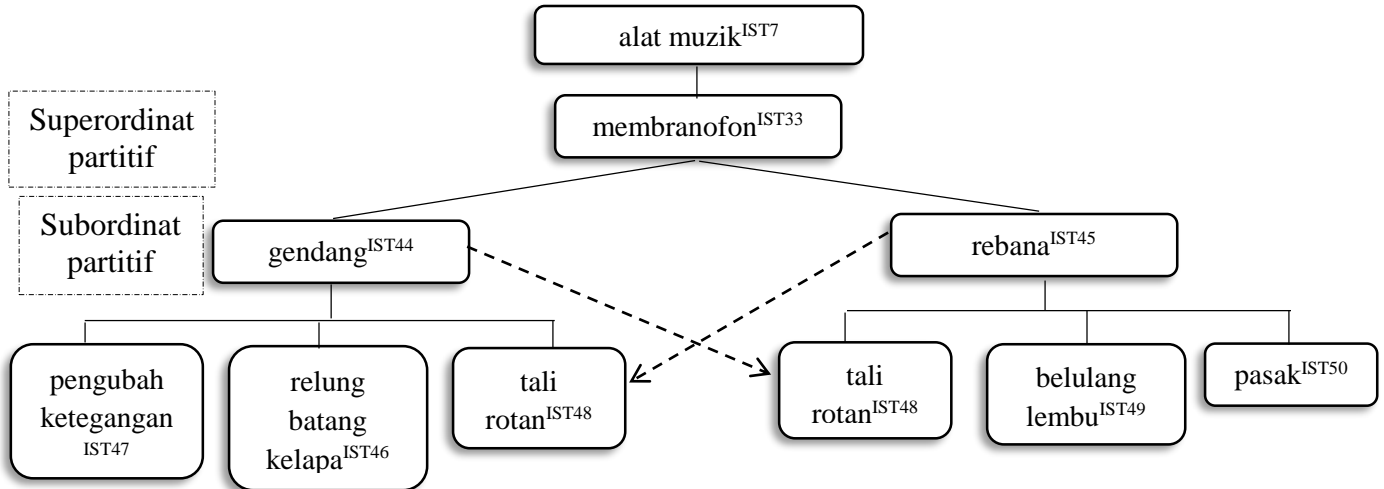 alat muzikIST7
membranofonIST33
Superordinat
partitif
Subordinat
partitif
gendangIST44
rebanaIST45
pengubah
ketegangan
IST47
relung
batang
kelapaIST46
tali
rotanIST48
tali
rotanIST48
belulang
lembuIST49
pasakIST50